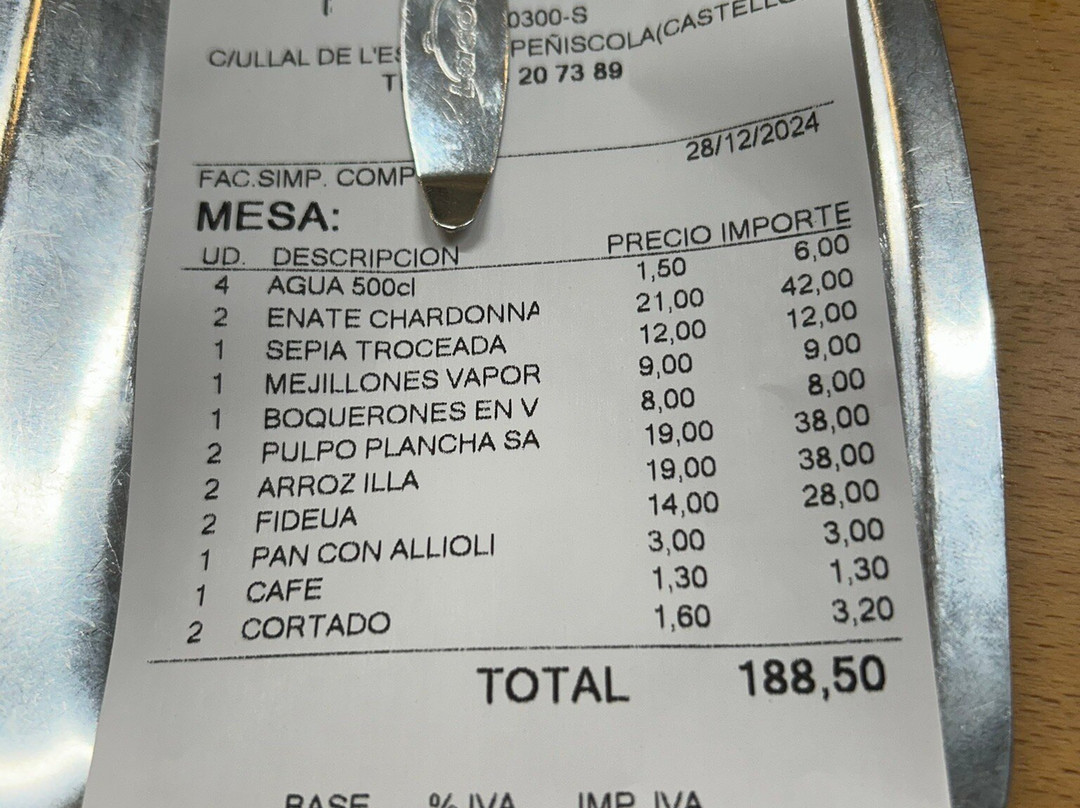 0300-S
C/ULLAL DE L'ES PEÑISCOLA(CASTELLO
T 20 73 89
28/12/2024
FAC.SIMP. COMP
MESA:
UD. DESCRIPCION PRECIO IMPORTE
4 AGUA 500cl 1,50 6,00
2 ENATE CHARDONNA 21,00 42,00
1 SEPIA TROCEADA 12,00 12,00
1 MEJILLONES VAPOR 9,00 9,00
1 BOQUERONES EN V 8,00 8,00
2 PULPO PLANCHA SA 19,00 38,00
2 ARROZ ILLA 19,00 38,00
2 FIDEUA 14,00 28,00
1 PAN CON ALLIOLI 3,00 3,00
1 CAFE 1,30 1,30
2 CORTADO 1,60 3,20
TOTAL 188,50
BASE % IVA IMP. IVA